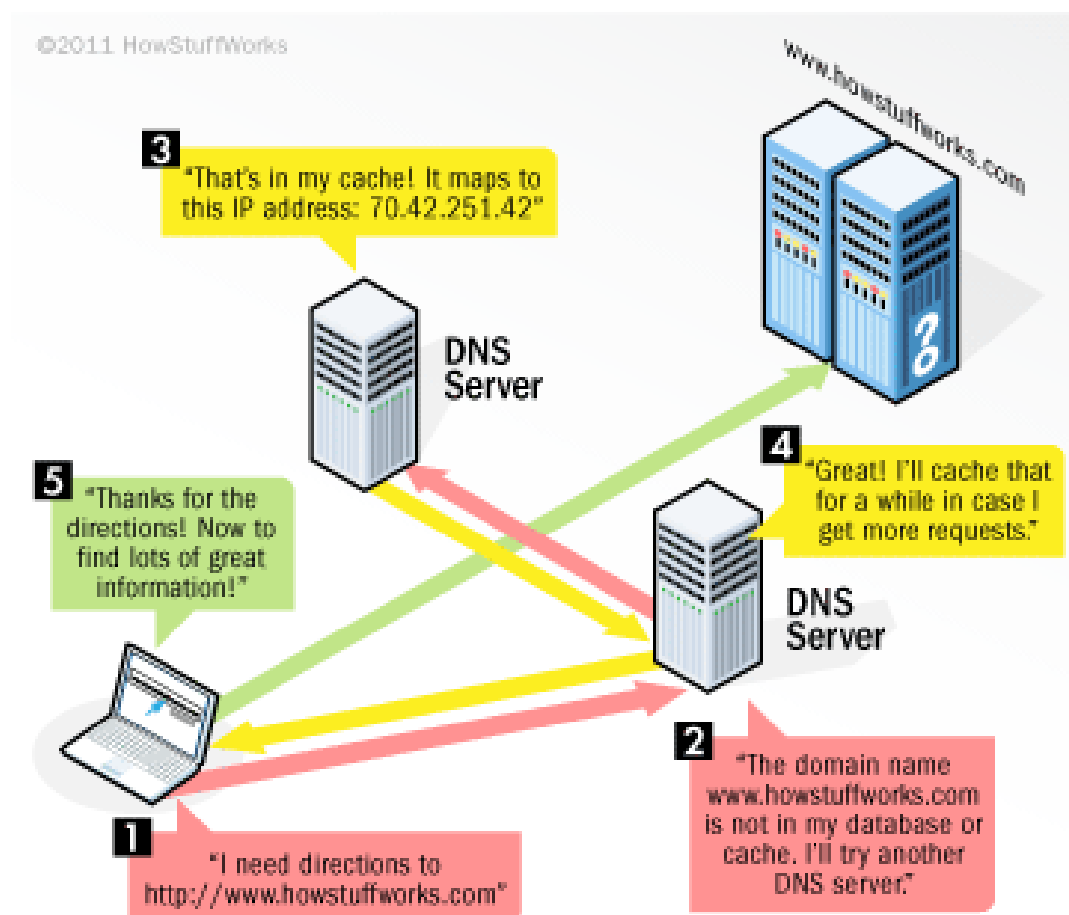 ©2011 HowStuffWorks
www.howstuffworks.com
3
"That's in my cache! It maps to
this IP address: 70.42.251.42"
DNS
Server
5
"Thanks for the
directions! Now to
find lots of great
information!"
4
"Great! I'll cache that
for a while in case I
get more requests."
DNS
Server
2
"The domain name
www.howstuffworks.com
is not in my database or
cache. I'll try another
DNS server."
1
"I need directions to
http://www.howstuffworks.com"
?